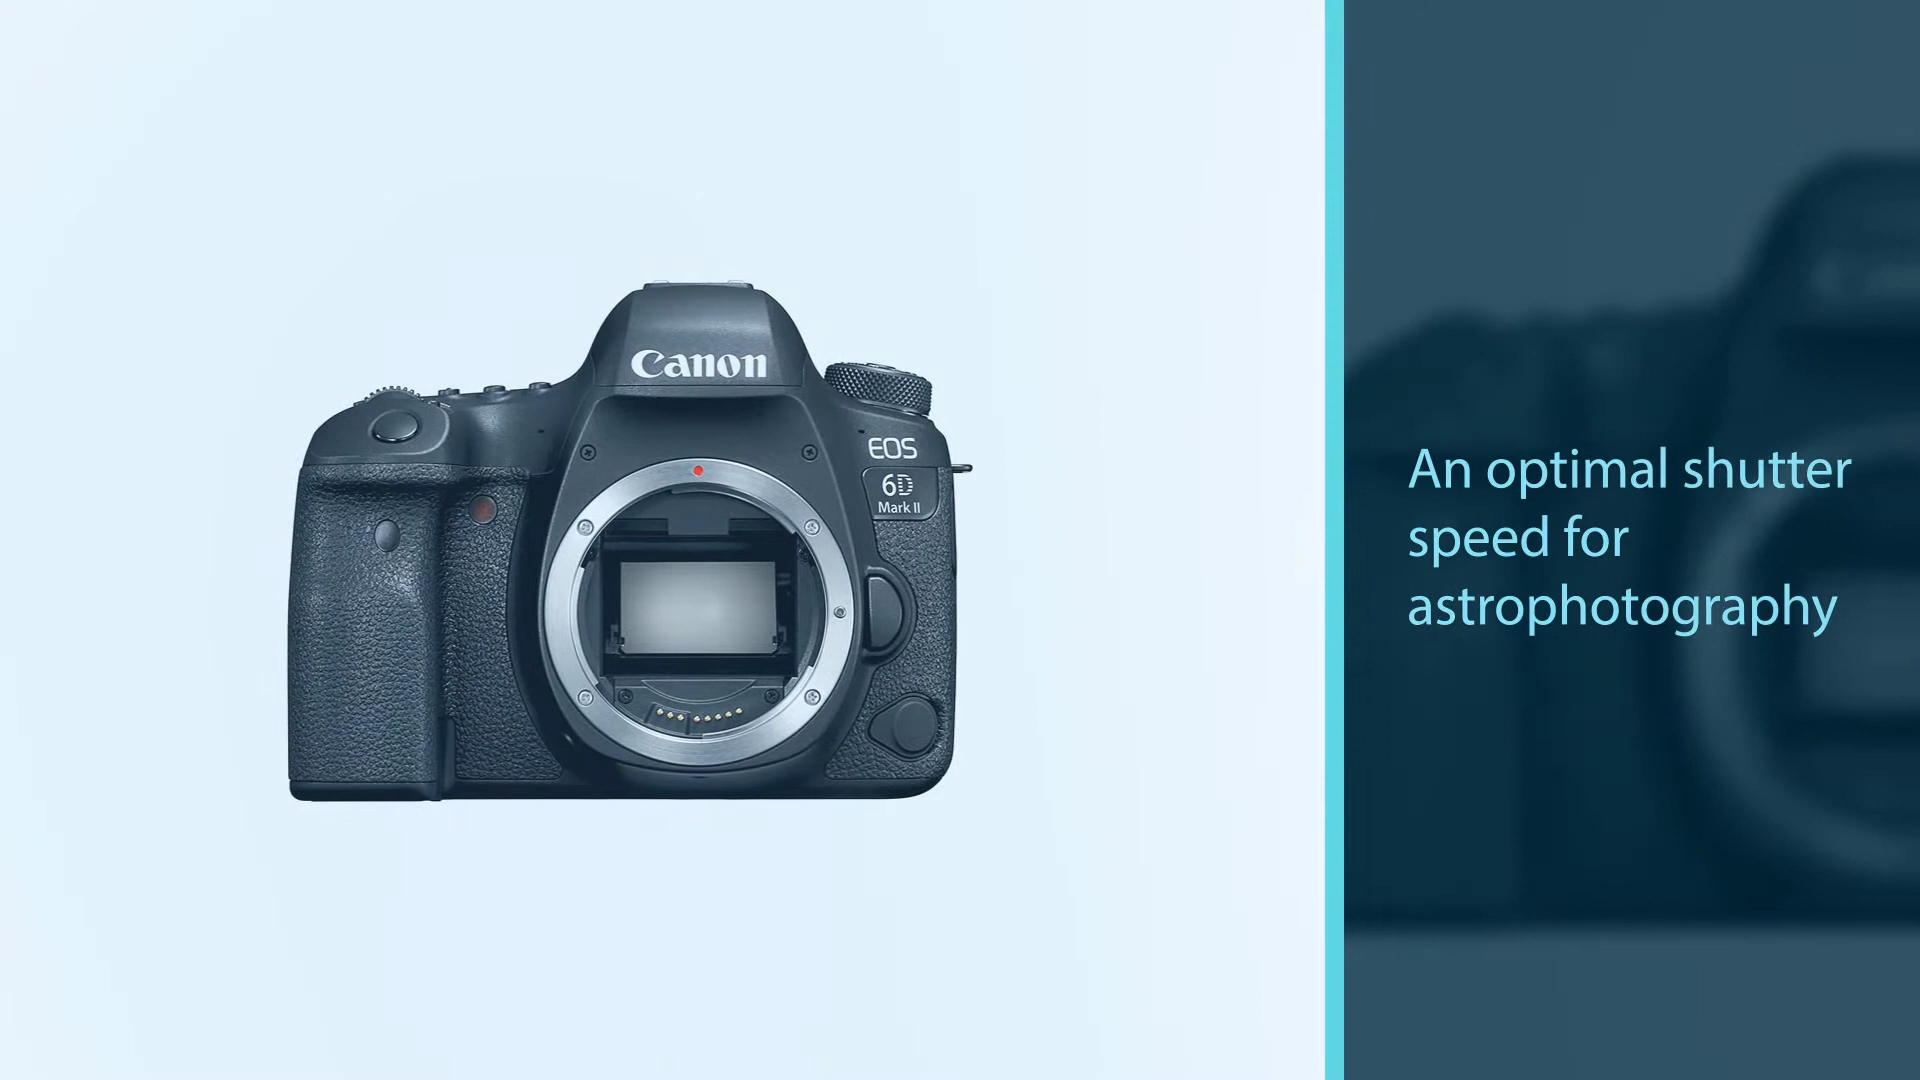 Canon
EOS
6D
Mark II
An optimal shutter
speed for
astrophotography